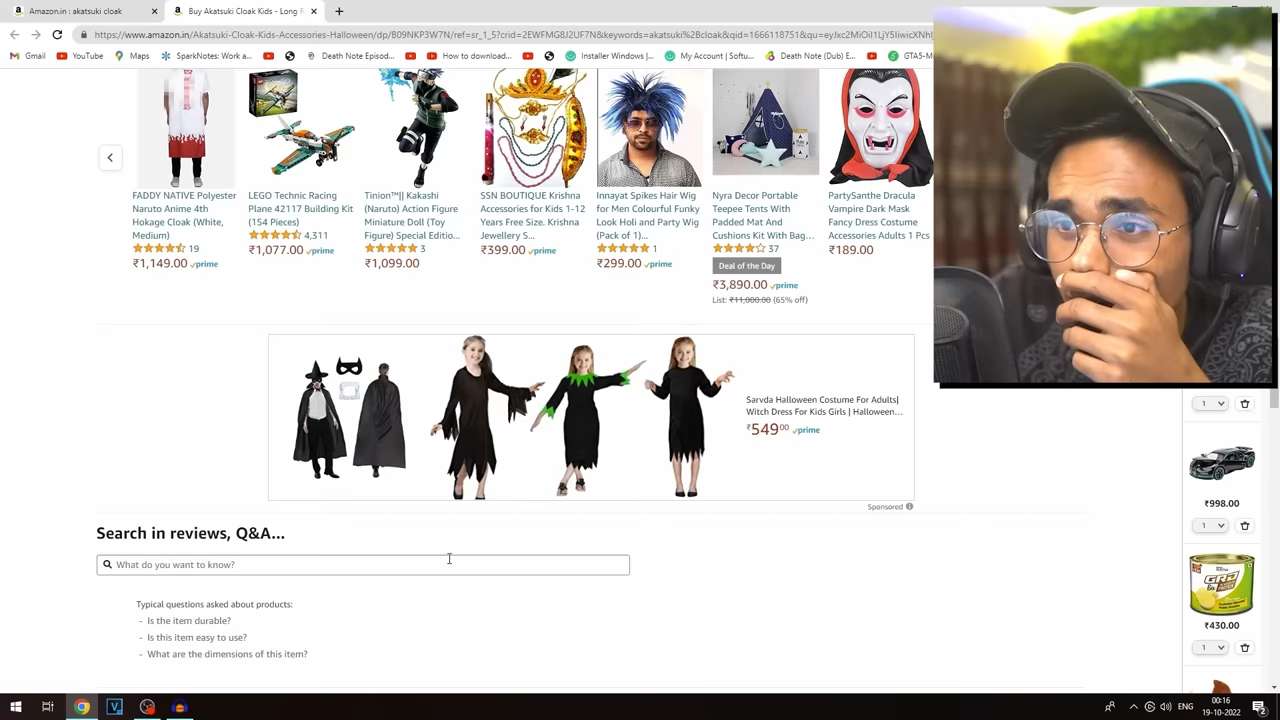 Amazon.in : akatsuki cloak
Buy Akatsuki Cloak Kids - Long F
https://www.amazon.in/Akatsuki-Cloak-Kids-Accessories-Halloween/dp/B09NKP3W7N/ref=sr_1_5?crid=2EWFMG8J2UF7N&keywords=akatsuki%2Bcloak&qid=1666118751&qu=eyJxc2MiOiI1LjY5IiwicXNhI
Gmail
YouTube
Maps
SparkNotes: Work a...
Death Note Episod...
How to download...
Installer Windows |...
My Account | Softu...
Death Note (Dub) E...
GTA5-M
FADDY NATIVE Polyester
Naruto Anime 4th
Hokage Cloak (White,
Medium)
19
₹1,149.00 prime
LEGO Technic Racing
Plane 42117 Building Kit
(154 Pieces)
4,311
₹1,077.00 prime
Tinion™|| Kakashi
(Naruto) Action Figure
Miniature Doll (Toy
Figure) Special Editio...
3
₹1,099.00
SSN BOUTIQUE Krishna
Accessories for Kids 1-12
Years Free Size. Krishna
Jewellery S...
₹399.00 prime
Innayat Spikes Hair Wig
for Men Colourful Funky
Look Holi and Party Wig
(Pack of 1)...
1
₹299.00 prime
Nyra Decor Portable
Teepee Tents With
Padded Mat And
Cushions Kit With Bag...
37
Deal of the Day
₹3,890.00 prime
List: ₹11,000.00 (65% off)
PartySanthe Dracula
Vampire Dark Mask
Fancy Dress Costume
Accessories Adults 1 Pcs
₹189.00
Sarvda Halloween Costume For Adults|
Witch Dress For Kids Girls | Halloween...
₹54900 prime
Sponsored
Search in reviews, Q&A...
What do you want to know?
Typical questions asked about products:
- Is the item durable?
- Is this item easy to use?
- What are the dimensions of this item?
1
₹998.00
1
₹430.00
1
ENG
00:16
19-10-2022
2